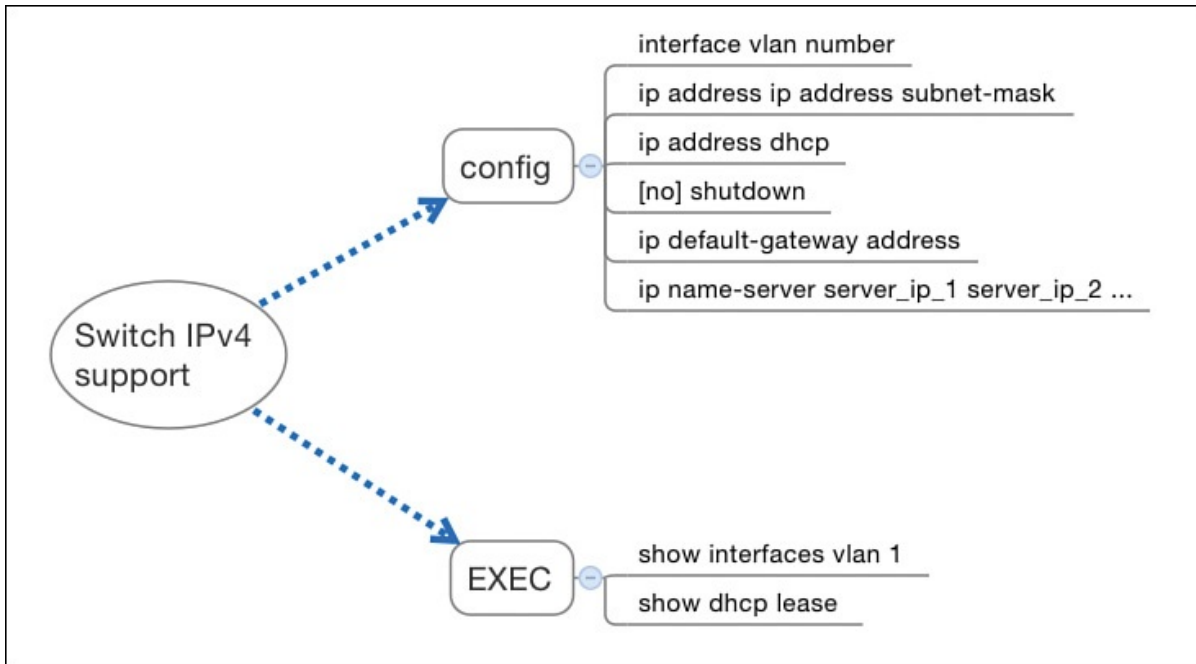 Switch IPv4
support
config
interface vlan number
ip address ip address subnet-mask
ip address dhcp
[no] shutdown
ip default-gateway address
ip name-server server_ip_1 server_ip_2 ...
EXEC
show interfaces vlan 1
show dhcp lease